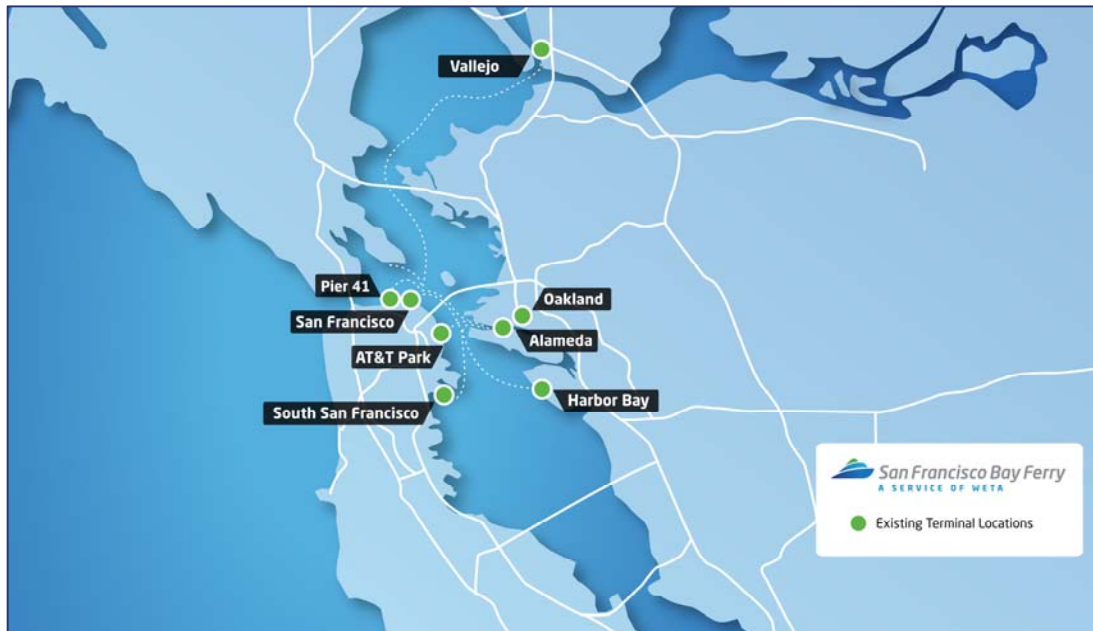 Vallejo
Pier 41
San Francisco
Oakland
Alameda
AT&T Park
Harbor Bay
South San Francisco
San Francisco Bay Ferry
A SERVICE OF WETA
Existing Terminal Locations